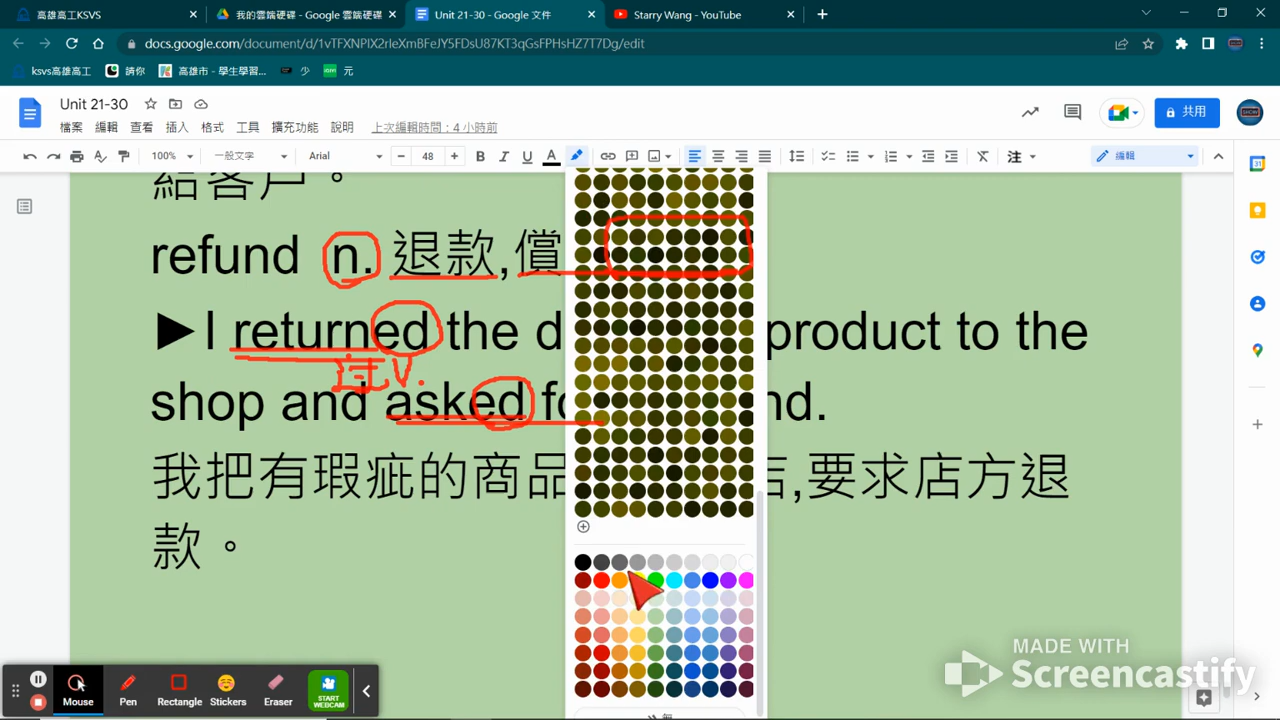 高雄高工KSVS
我的雲端硬碟 - Google 雲端硬碟
Unit 21-30 - Google 文件
Starry Wang - YouTube
docs.google.com/document/d/1vTFXNPlX2rIeXmBFeJY5FDsU87KT3qGsFPHsHZ7T7Dg/edit
ksvs高雄高工
請你
高雄市 - 學生學習...
少
元
Unit 21-30
檔案 編輯 查看 插入 格式 工具 擴充功能 說明 上次編輯時間：4 小時前
共用
100% 一般文字 Arial 48 B I U A 注 編輯
給客戶。
refund n. 退款,償
►I returned the d product to the
過 V.
shop and asked fo nd.
我把有瑕疵的商品 店,要求店方退
款。
MADE WITH
Screencastify
Mouse Pen Rectangle Stickers Eraser START WEBCAM
無